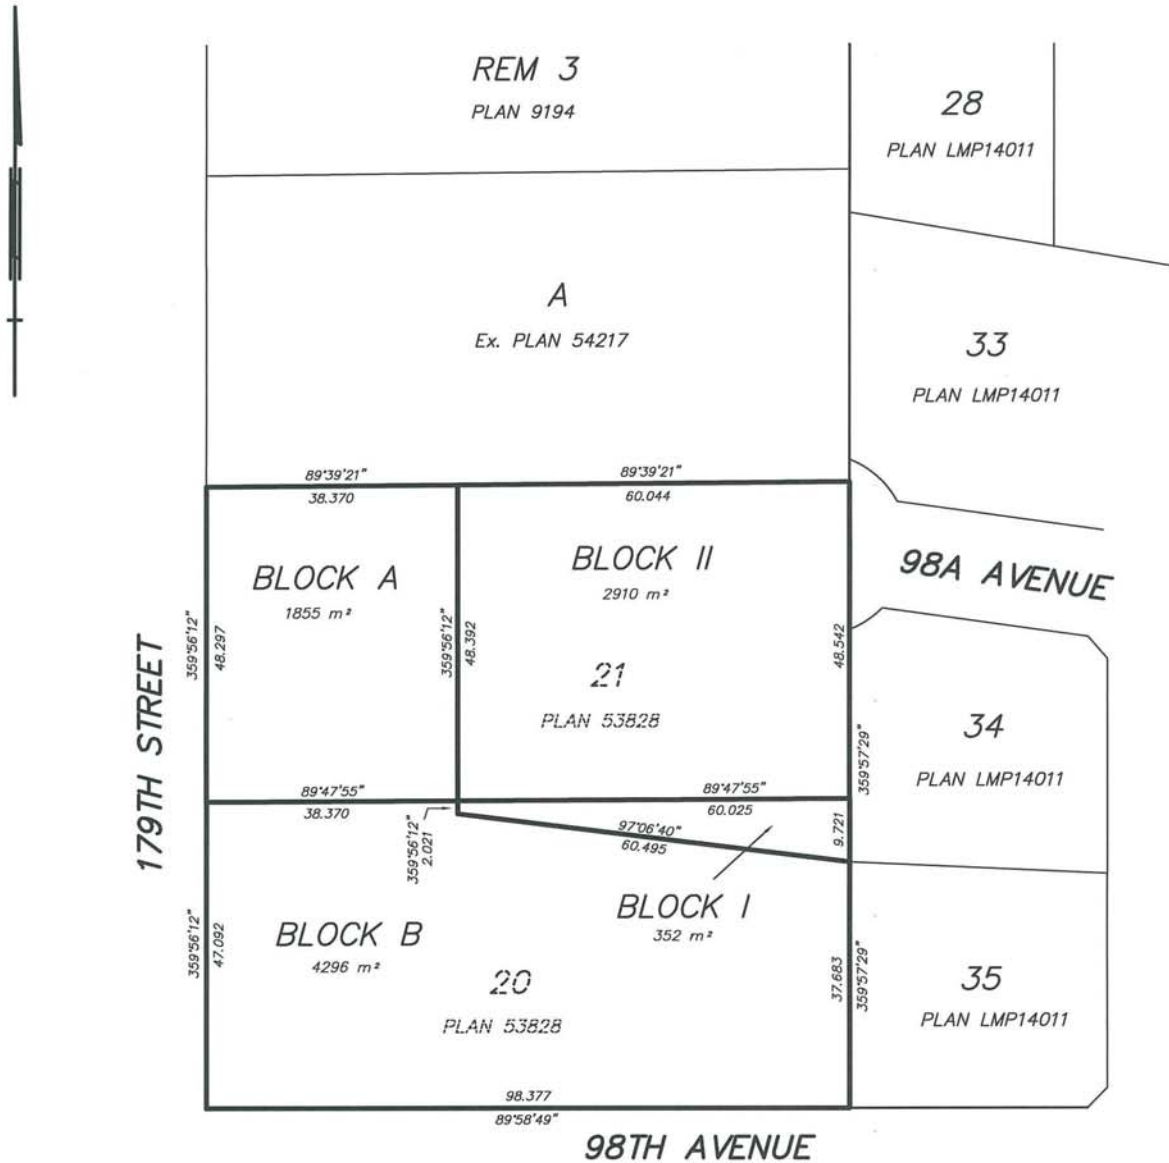 REM 3
PLAN 9194
28
PLAN LMP14011
A
Ex. PLAN 54217
33
PLAN LMP14011
89°39'21"
38.370
89°39'21"
60.044
98A AVENUE
BLOCK A
1855 m²
BLOCK II
2910 m²
359°56'12"
48.297
359°56'12"
48.392
48.542
179TH STREET
21
PLAN 53828
359°57'29"
34
PLAN LMP14011
89°47'55"
38.370
89°47'55"
60.025
359°56'12"
2.021
97°06'40"
60.495
9.721
BLOCK I
352 m²
359°56'12"
47.092
BLOCK B
4296 m²
20
PLAN 53828
37.683
359°57'29"
35
PLAN LMP14011
98.377
89°58'49"
98TH AVENUE